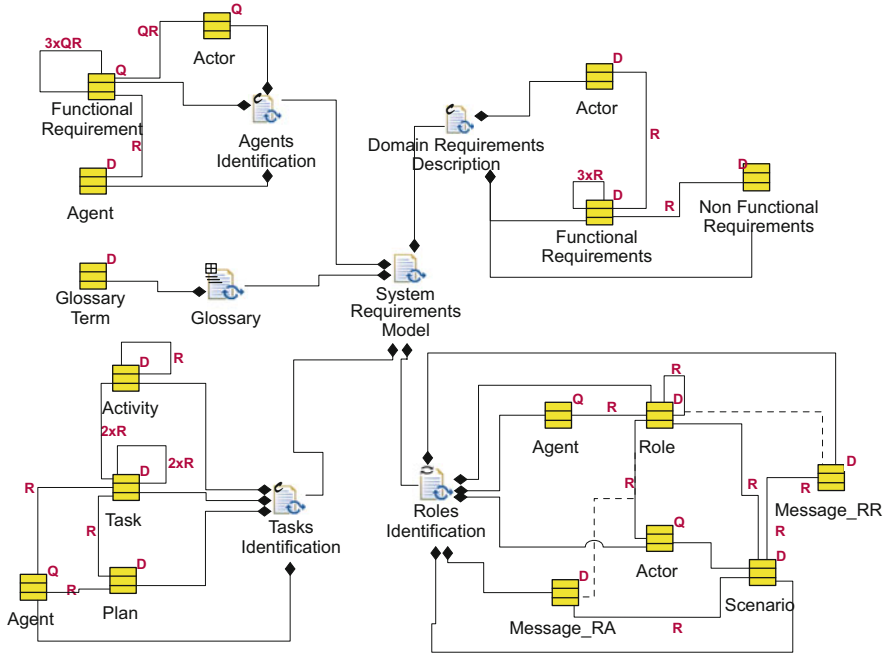 QR
Q
Actor
3xQR
Q
Functional
Requirement
R
D
Agent
Agents
Identification
D
Actor
Domain Requirements
Description
R
3xR
D
R
D
Functional
Requirements
Non Functional
Requirements
D
Glossary
Term
Glossary
System
Requirements
Model
D
R
Activity
2xR
D
2xR
Task
R
R
D
Plan
Q
R
Agent
Tasks
Identification
Roles
Identification
Q
Agent
R
R
D
Role
R
R
D
R
Message_RR
Q
Actor
R
D
Scenario
D
Message_RA
R